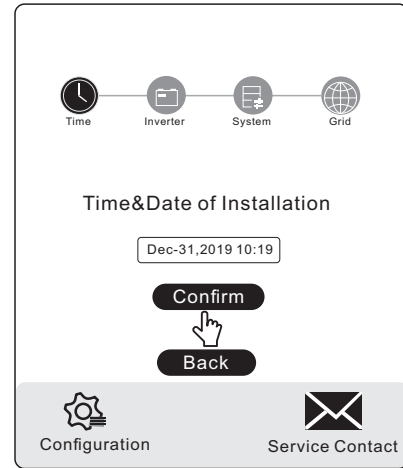 Time Inverter System Grid
Time&Date of Installation
Dec-31,2019 10:19
Confirm
Back
Configuration Service Contact